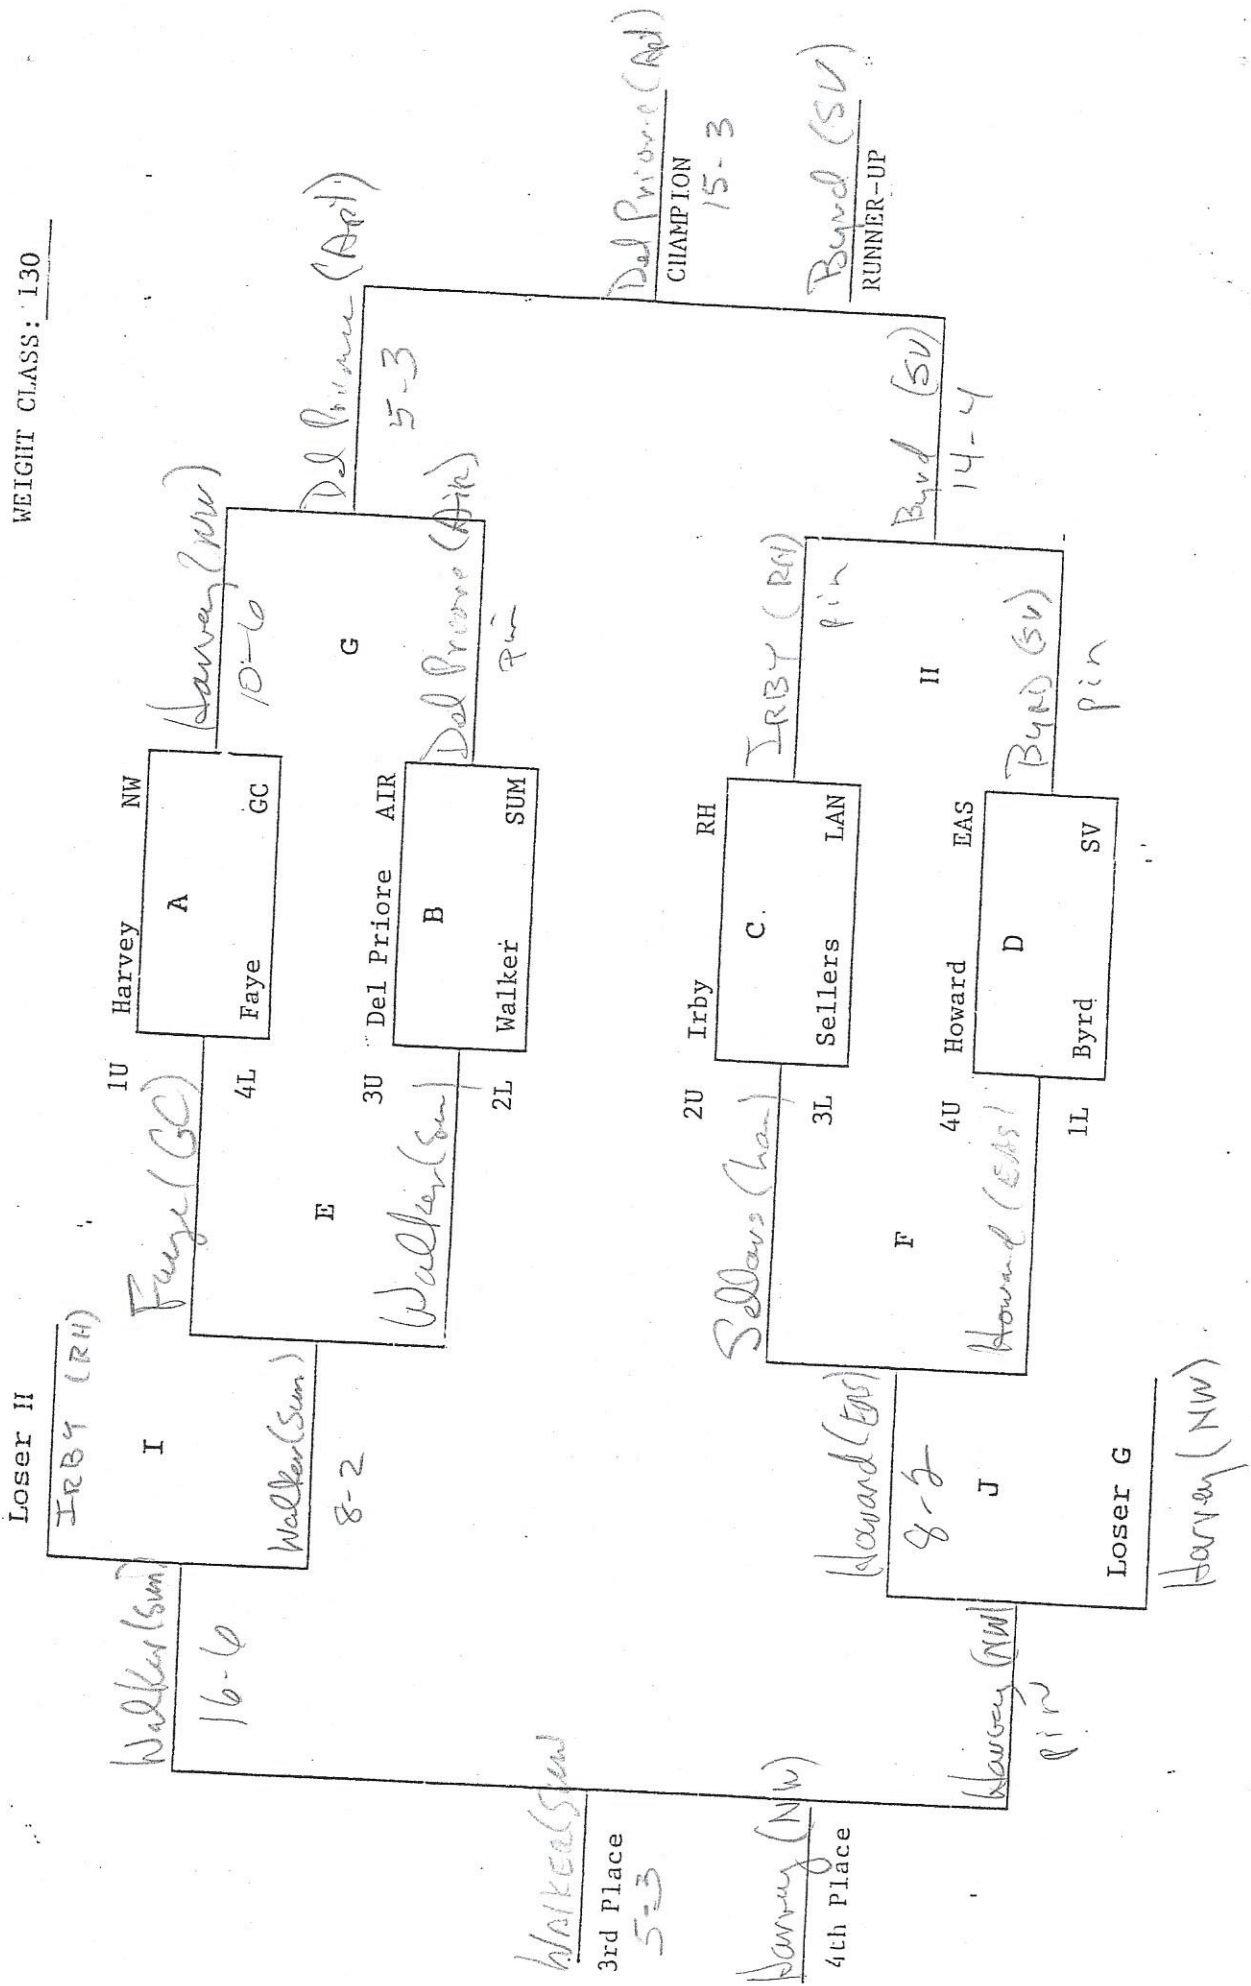 WEIGHT CLASS: 130
Loser II
IRBY (RH)
I
Walker (Sum)
8-2
Walker (Sum)
16-6
Faye (GC)
E
Walker (Sum)
1U
Harvey NW
A
4L
Faye GC
3U
Del Priore AIR
B
2L
Walker SUM
Harvey (NW)
10-6
G
Del Priore (Air)
Pin
Del Priore (Apt)
5-3
Del Priore (Apt)
CHAMPION
15-3
Byrd (SV)
RUNNER-UP
WALKER (Sum
3rd Place
5-3
Harvey (NW)
4th Place
Sellars (Lan)
F
Howard (EAS)
Howard (EAS)
8-2
J
Loser G
Harvey (NW)
Harvey (NW)
pin
2U
Irby RH
C.
3L
Sellers LAN
4U
Howard EAS
D
1L
Byrd SV
IRBY (RH)
pin
II
BYRD (SV)
pin
Byrd (SV)
14-4